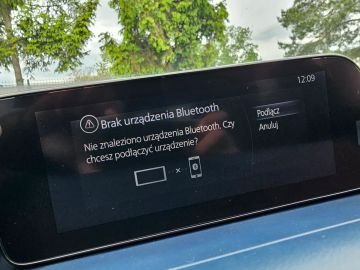 12:09
Brak urządzenia Bluetooth
Nie znaleziono urządzenia Bluetooth. Czy
chcesz podłączyć urządzenie?
Podłącz
Anuluj